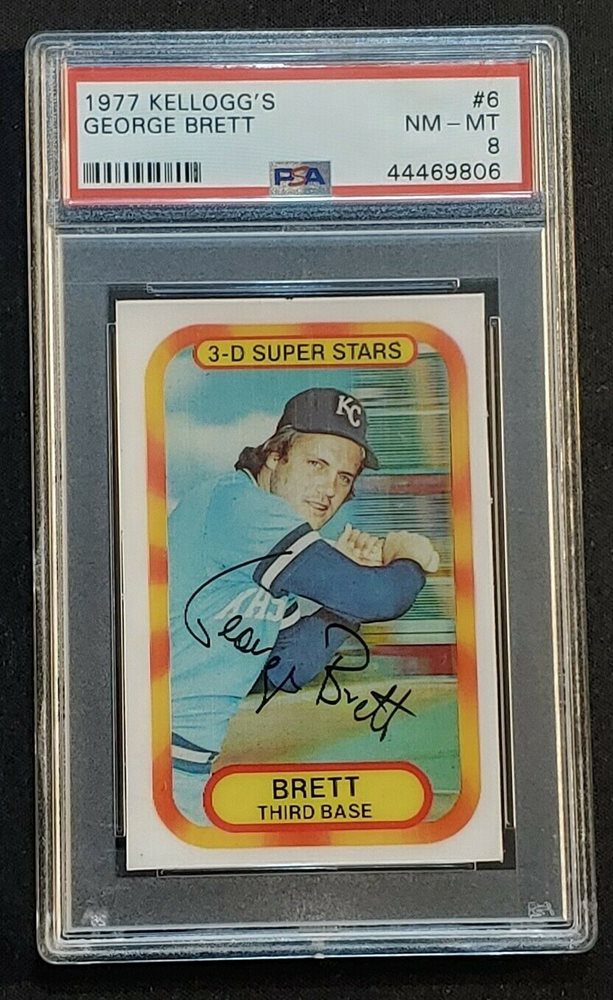 1977 KELLOGG'S #6
GEORGE BRETT NM – MT
8
PSA 44469806
3-D SUPER STARS
KC
George
Brett
BRETT
THIRD BASE